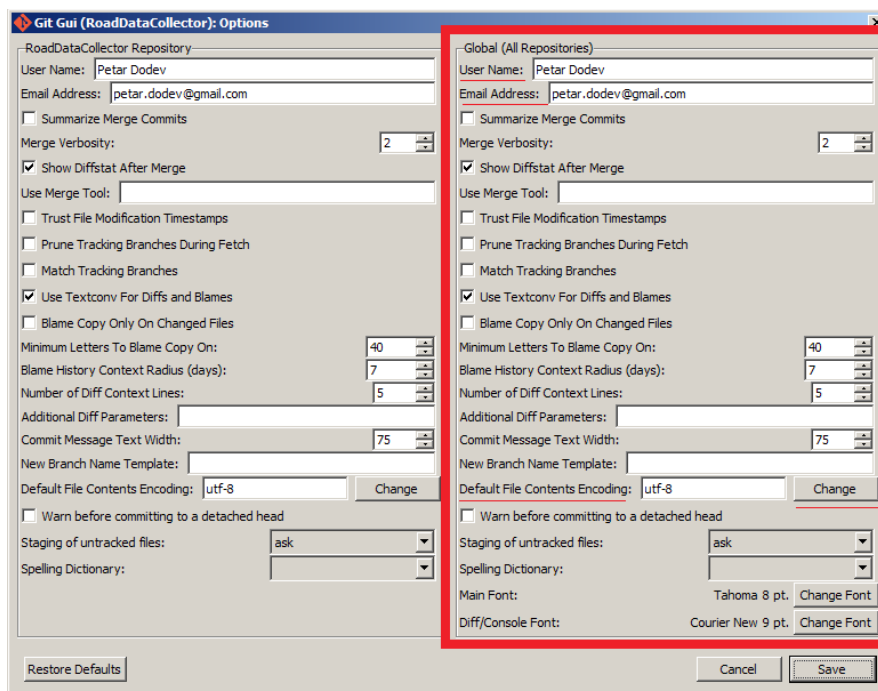 Git Gui (RoadDataCollector): Options
RoadDataCollector Repository
User Name: Petar Dodev
Email Address: petar.dodev@gmail.com
Summarize Merge Commits
Merge Verbosity: 2
Show Diffstat After Merge
Use Merge Tool:
Trust File Modification Timestamps
Prune Tracking Branches During Fetch
Match Tracking Branches
Use Textconv For Diffs and Blames
Blame Copy Only On Changed Files
Minimum Letters To Blame Copy On: 40
Blame History Context Radius (days): 7
Number of Diff Context Lines: 5
Additional Diff Parameters:
Commit Message Text Width: 75
New Branch Name Template:
Default File Contents Encoding: utf-8 Change
Warn before committing to a detached head
Staging of untracked files: ask
Spelling Dictionary:
Global (All Repositories)
User Name: Petar Dodev
Email Address: petar.dodev@gmail.com
Summarize Merge Commits
Merge Verbosity: 2
Show Diffstat After Merge
Use Merge Tool:
Trust File Modification Timestamps
Prune Tracking Branches During Fetch
Match Tracking Branches
Use Textconv For Diffs and Blames
Blame Copy Only On Changed Files
Minimum Letters To Blame Copy On: 40
Blame History Context Radius (days): 7
Number of Diff Context Lines: 5
Additional Diff Parameters:
Commit Message Text Width: 75
New Branch Name Template:
Default File Contents Encoding: utf-8 Change
Warn before committing to a detached head
Staging of untracked files: ask
Spelling Dictionary:
Main Font: Tahoma 8 pt. Change Font
Diff/Console Font: Courier New 9 pt. Change Font
Restore Defaults Cancel Save